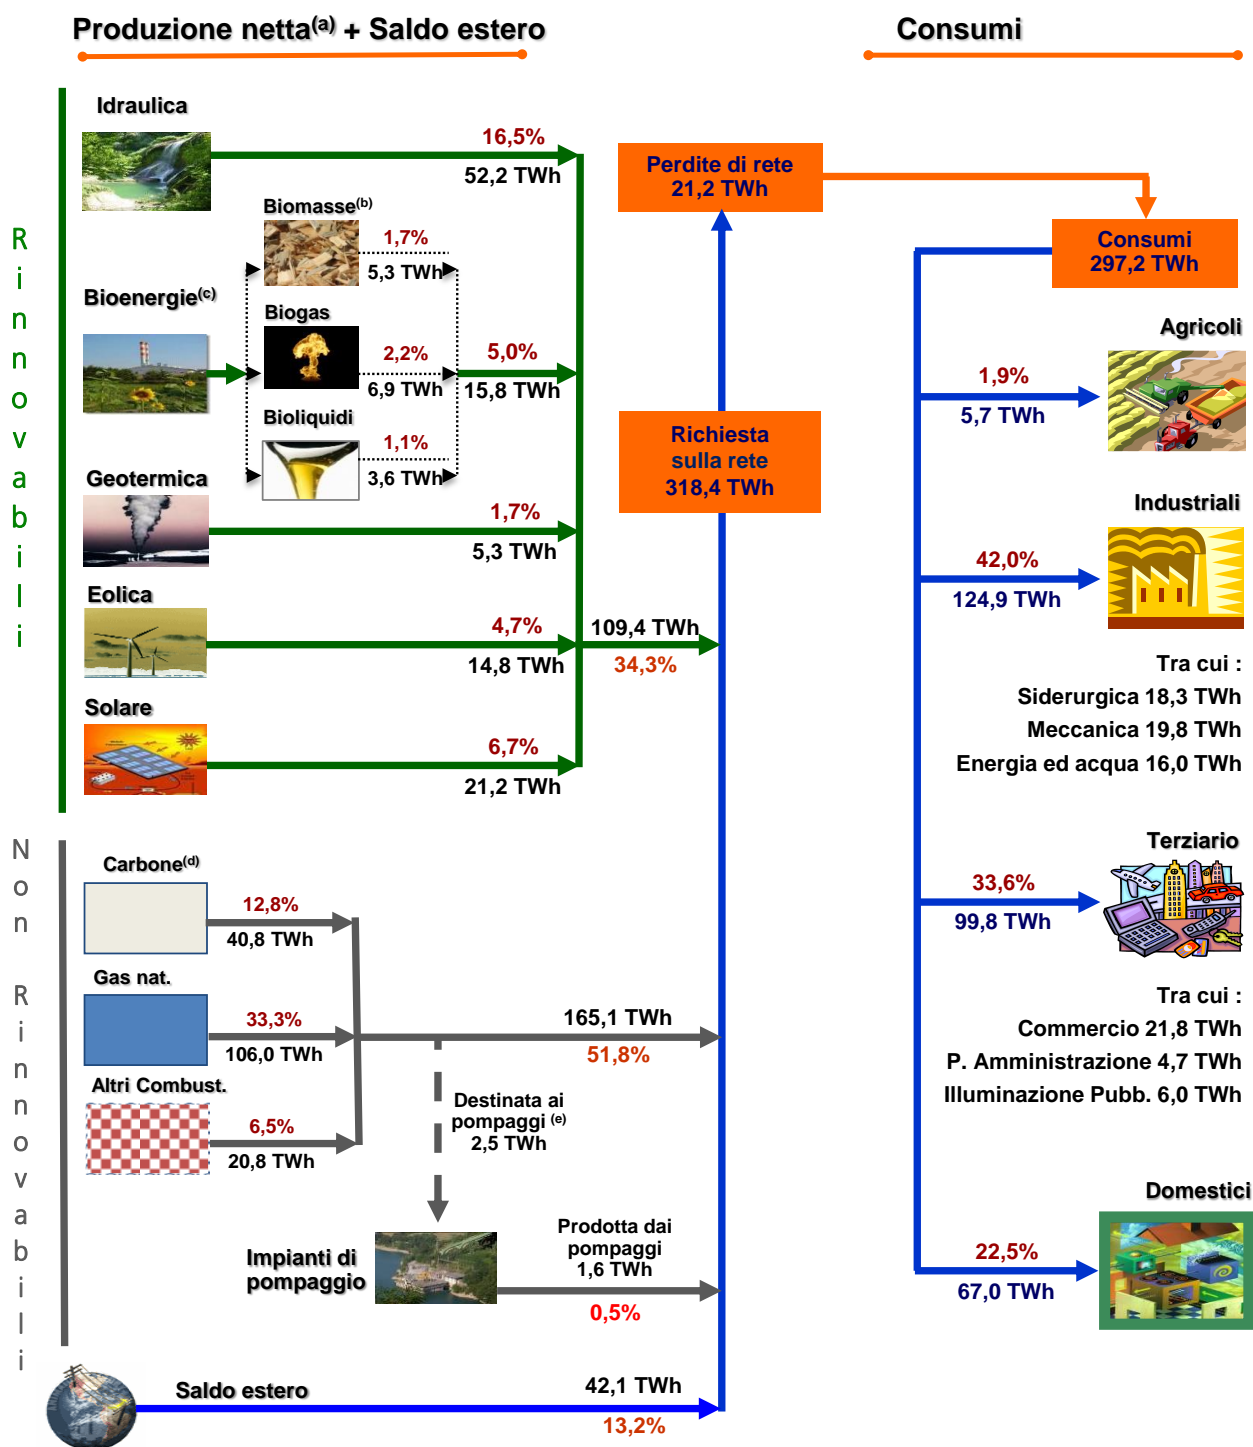 Produzione netta(a) + Saldo estero
Consumi
Rinnovabili
Idraulica
16,5%
52,2 TWh
Biomasse(b)
1,7%
5,3 TWh
Bioenergie(c)
Biogas
2,2%
6,9 TWh
5,0%
15,8 TWh
Bioliquidi
1,1%
3,6 TWh
Geotermica
1,7%
5,3 TWh
Eolica
4,7%
14,8 TWh
109,4 TWh
34,3%
Solare
6,7%
21,2 TWh
Non Rinnovabili
Carbone(d)
12,8%
40,8 TWh
Gas nat.
33,3%
106,0 TWh
165,1 TWh
51,8%
Altri Combust.
6,5%
20,8 TWh
Destinata ai
pompaggi (e)
2,5 TWh
Impianti di
pompaggio
Prodotta dai
pompaggi
1,6 TWh
0,5%
Saldo estero
42,1 TWh
13,2%
Perdite di rete
21,2 TWh
Richiesta
sulla rete
318,4 TWh
Consumi
297,2 TWh
Agricoli
1,9%
5,7 TWh
Industriali
42,0%
124,9 TWh
Tra cui :
Siderurgica 18,3 TWh
Meccanica 19,8 TWh
Energia ed acqua 16,0 TWh
Terziario
33,6%
99,8 TWh
Tra cui :
Commercio 21,8 TWh
P. Amministrazione 4,7 TWh
Illuminazione Pubb. 6,0 TWh
Domestici
22,5%
67,0 TWh